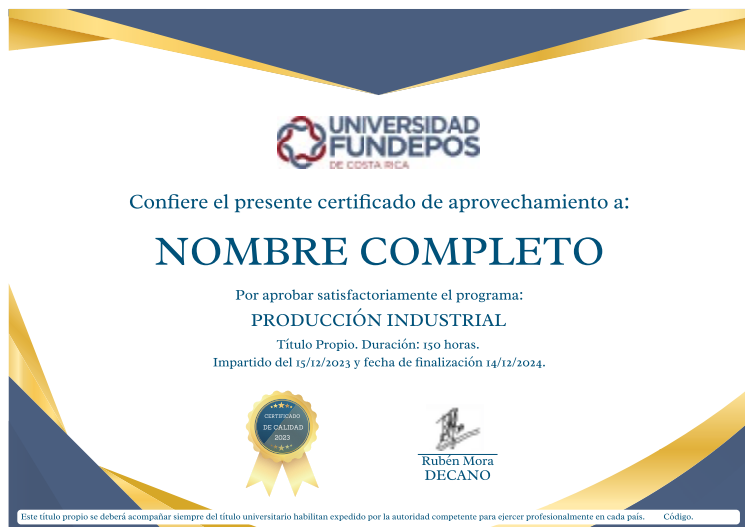 UNIVERSIDAD
FUNDEPOS
DE COSTA RICA
Confiere el presente certificado de aprovechamiento a:
NOMBRE COMPLETO
Por aprobar satisfactoriamente el programa:
PRODUCCIÓN INDUSTRIAL
Título Propio. Duración: 150 horas.
Impartido del 15/12/2023 y fecha de finalización 14/12/2024.
CERTIFICADO
DE CALIDAD
2023
Rubén Mora
DECANO
Este título propio se deberá acompañar siempre del título universitario habilitan expedido por la autoridad competente para ejercer profesionalmente en cada país. Código.